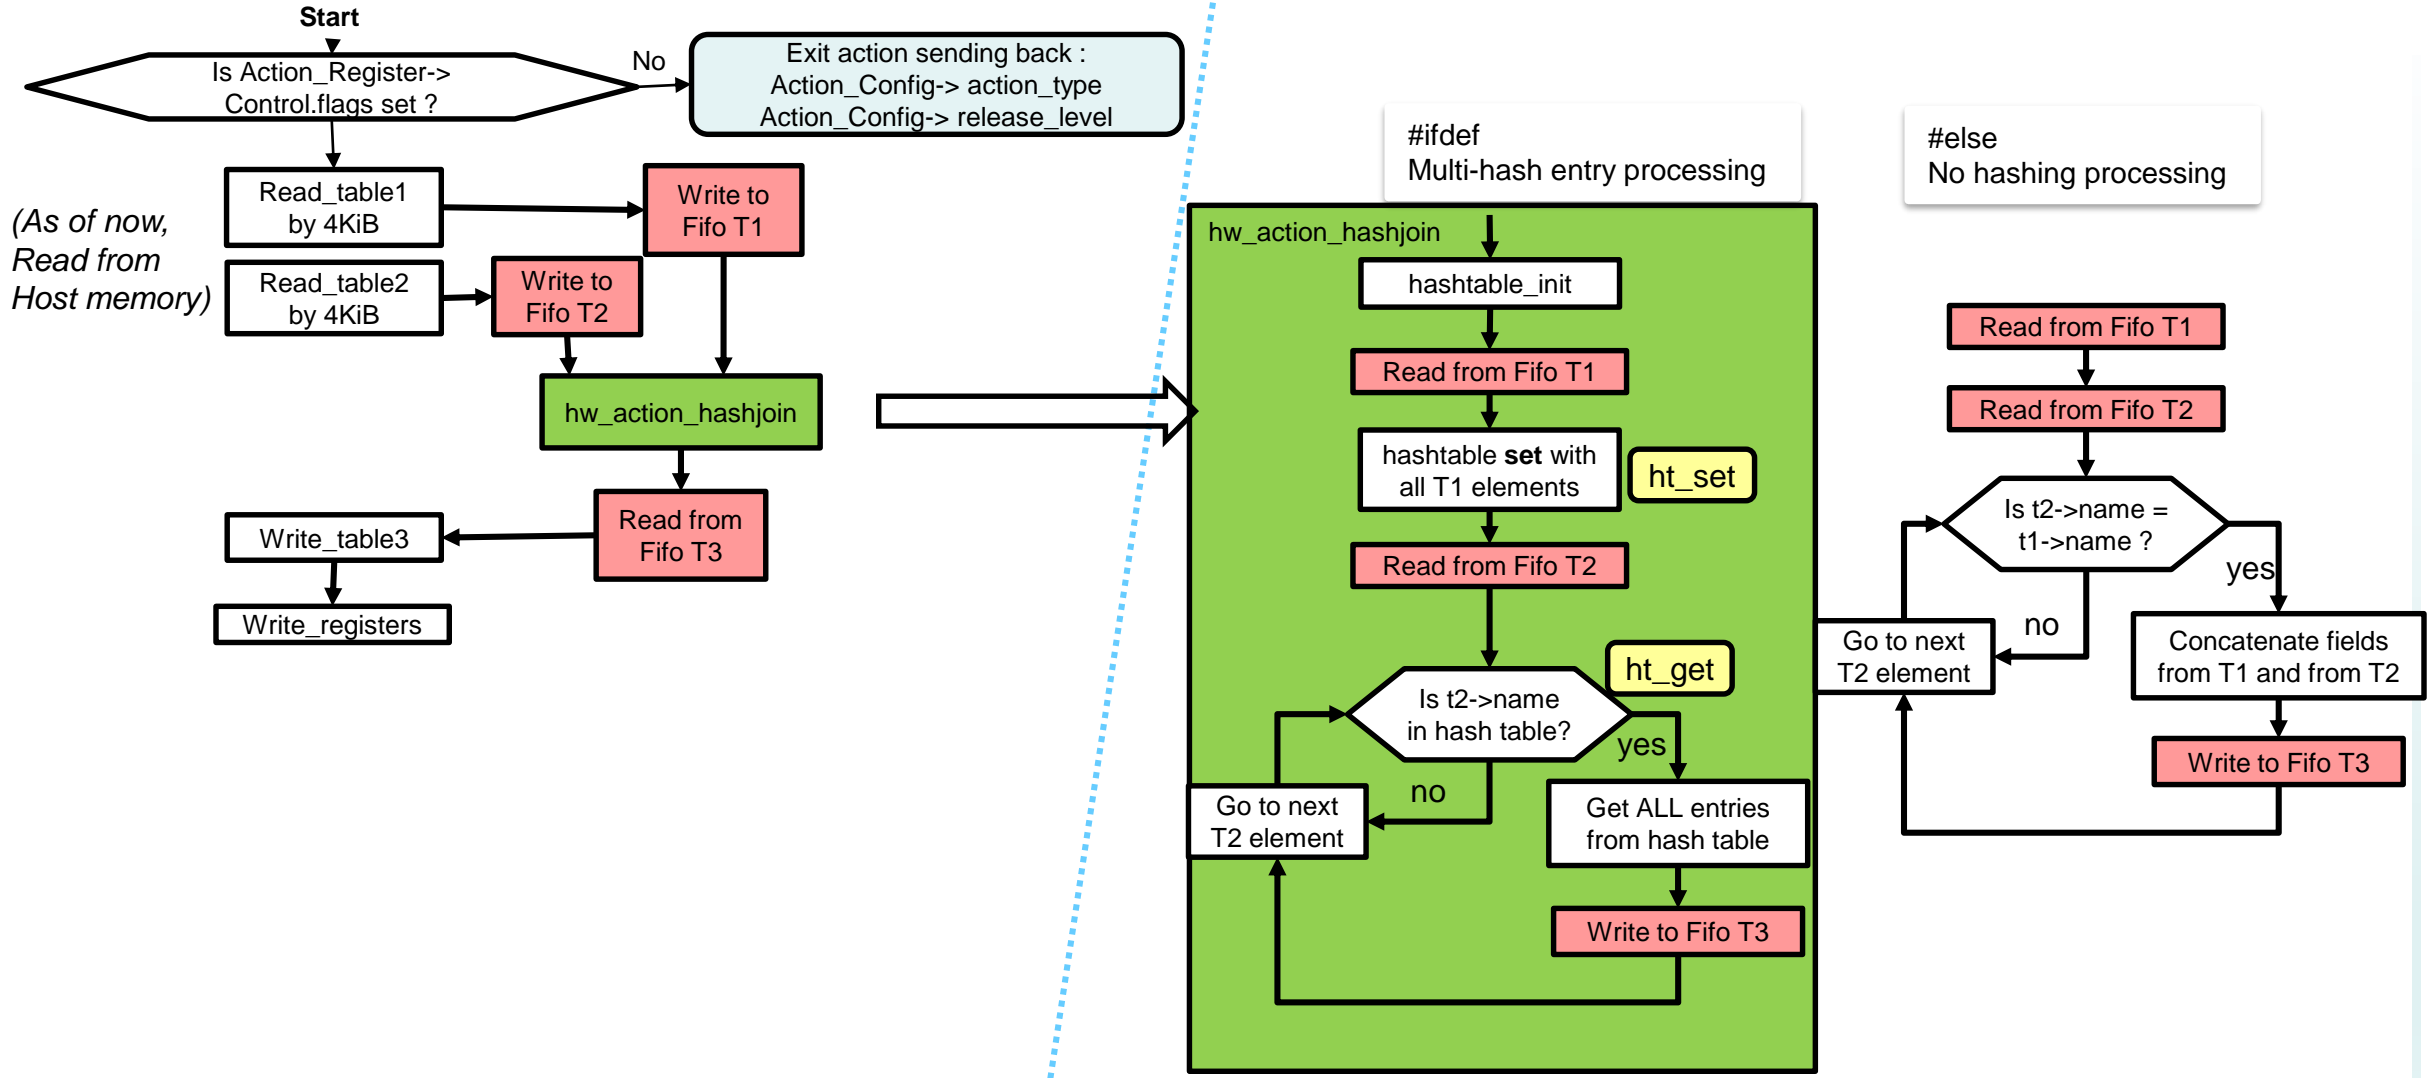 Start
Is Action_Register->
Control.flags set ?
No
Exit action sending back :
Action_Config-> action_type
Action_Config-> release_level
(As of now,
Read from
Host memory)
Read_table1
by 4KiB
Write to
Fifo T1
Read_table2
by 4KiB
Write to
Fifo T2
hw_action_hashjoin
Read from
Fifo T3
Write_table3
Write_registers
#ifdef
Multi-hash entry processing
hw_action_hashjoin
hashtable_init
Read from Fifo T1
hashtable set with
all T1 elements
ht_set
Read from Fifo T2
ht_get
Is t2->name
in hash table?
yes
no
Go to next
T2 element
Get ALL entries
from hash table
Write to Fifo T3
#else
No hashing processing
Read from Fifo T1
Read from Fifo T2
Is t2->name =
t1->name ?
yes
no
Go to next
T2 element
Concatenate fields
from T1 and from T2
Write to Fifo T3